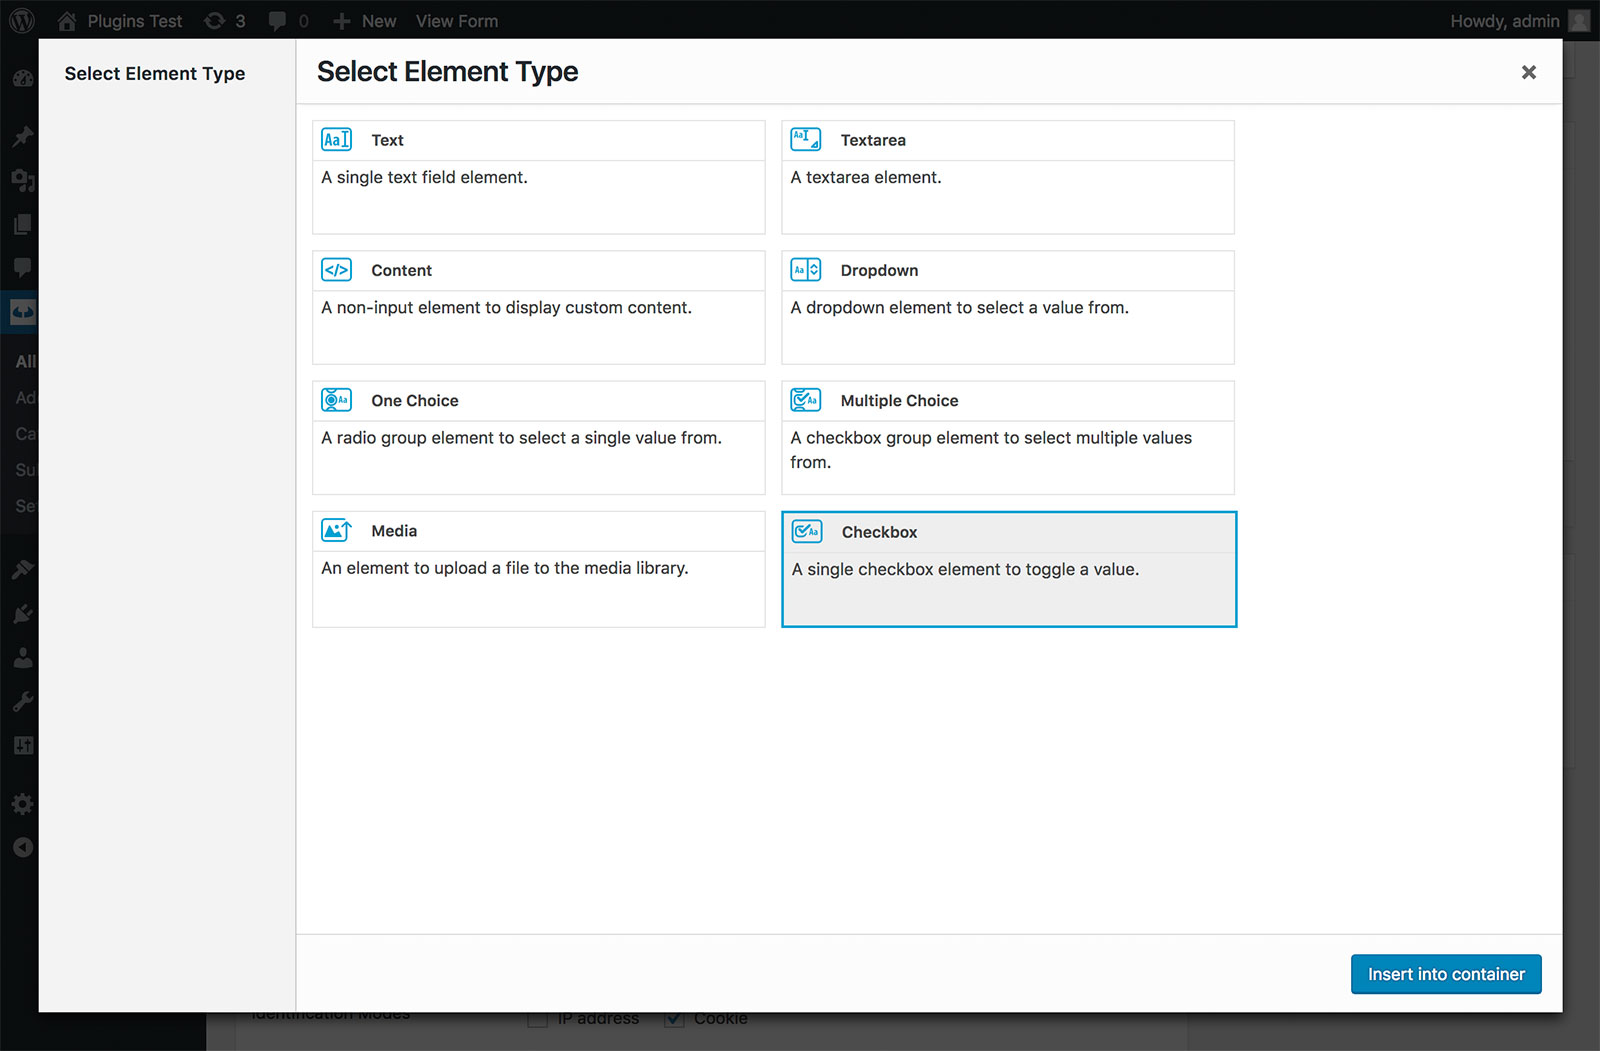 Plugins Test 3 0 New View Form Howdy, admin
Select Element Type
Select Element Type
Text
A single text field element.
Textarea
A textarea element.
Content
A non-input element to display custom content.
Dropdown
A dropdown element to select a value from.
One Choice
A radio group element to select a single value from.
Multiple Choice
A checkbox group element to select multiple values
from.
Media
An element to upload a file to the media library.
Checkbox
A single checkbox element to toggle a value.
All
Ad
Ca
Su
Se
Insert into container
Identification Modes IP address Cookie